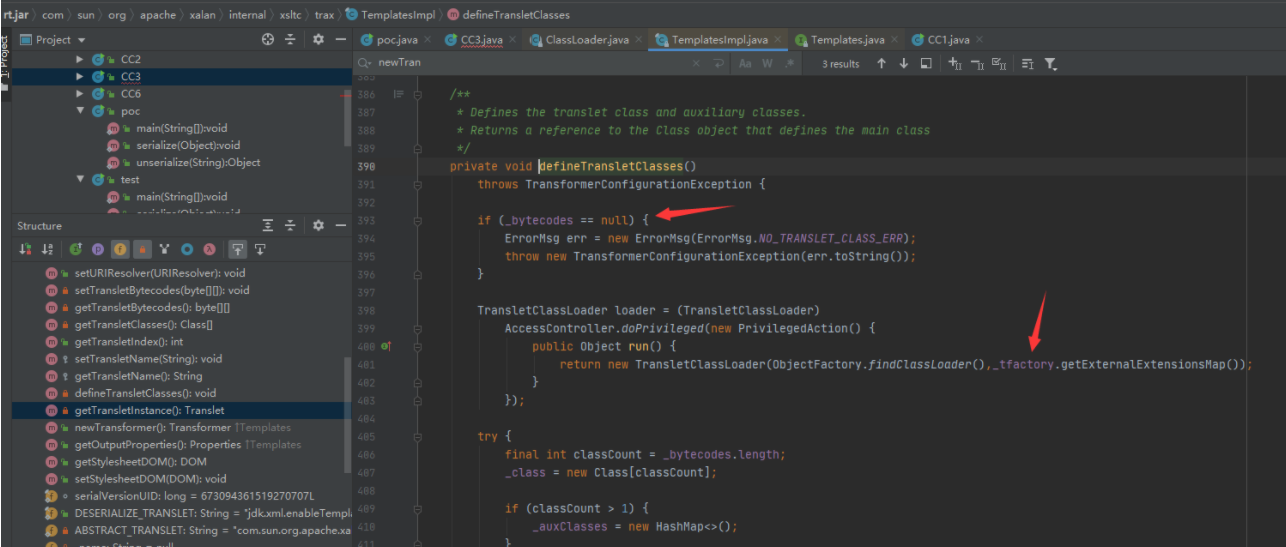 rt.jar com sun org apache xalan internal xsltc trax TemplatesImpl defineTransletClasses
Project
poc.java CC3.java ClassLoader.java TemplatesImpl.java Templates.java CC1.java
newTran Aa W .* 3 results
1: Project
CC2
CC3
CC6
poc
main(String[]):void
serialize(Object):void
unserialize(String):Object
test
main(String[]):void
Structure
setURIResolver(URIResolver): void
setTransletBytecodes(byte[][]): void
getTransletBytecodes(): byte[][]
getTransletClasses(): Class[]
getTransletIndex(): int
setTransletName(String): void
getTransletName(): String
defineTransletClasses(): void
getTransletInstance(): Translet
newTransformer(): Transformer ↑Templates
getOutputProperties(): Properties ↑Templates
getStylesheetDOM(): DOM
setStylesheetDOM(DOM): void
serialVersionUID: long = 673094361519270707L
DESERIALIZE_TRANSLET: String = "jdk.xml.enableTempl
ABSTRACT_TRANSLET: String = "com.sun.org.apache.xa
385
386 /**
387 * Defines the translet class and auxiliary classes.
388 * Returns a reference to the Class object that defines the main class
389 */
390 private void defineTransletClasses()
391 throws TransformerConfigurationException {
392
393 if (_bytecodes == null) {
394 ErrorMsg err = new ErrorMsg(ErrorMsg.NO_TRANSLET_CLASS_ERR);
395 throw new TransformerConfigurationException(err.toString());
396 }
397
398 TransletClassLoader loader = (TransletClassLoader)
399 AccessController.doPrivileged(new PrivilegedAction() {
400 public Object run() {
401 return new TransletClassLoader(ObjectFactory.findClassLoader(),_tfactory.getExternalExtensionsMap());
402 }
403 });
404
405 try {
406 final int classCount = _bytecodes.length;
407 _class = new Class[classCount];
408
409 if (classCount > 1) {
410 _auxClasses = new HashMap<>();
411 }